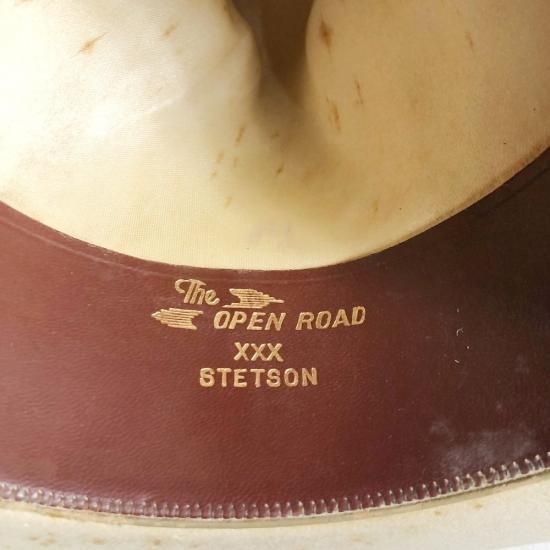 The
OPEN ROAD
XXX
STETSON